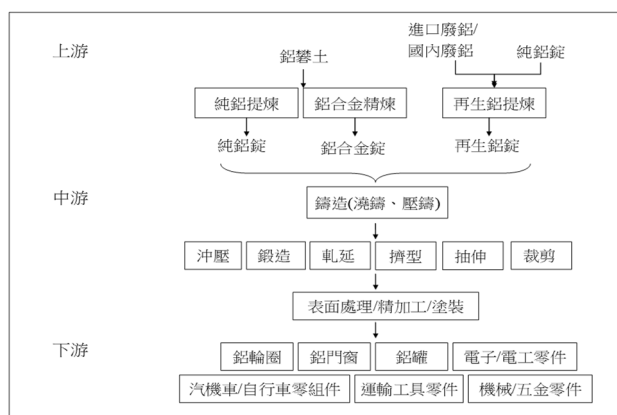 上游
進口廢鋁/
國內廢鋁
純鋁錠
鋁礬土
純鋁提煉
鋁合金精煉
再生鋁提煉
純鋁錠
鋁合金錠
再生鋁錠
中游
鑄造(澆鑄、壓鑄)
沖壓
鍛造
軋延
擠型
抽伸
裁剪
表面處理/精加工/塗裝
下游
鋁輪圈
鋁門窗
鋁罐
電子/電工零件
汽機車/自行車零組件
運輸工具零件
機械/五金零件